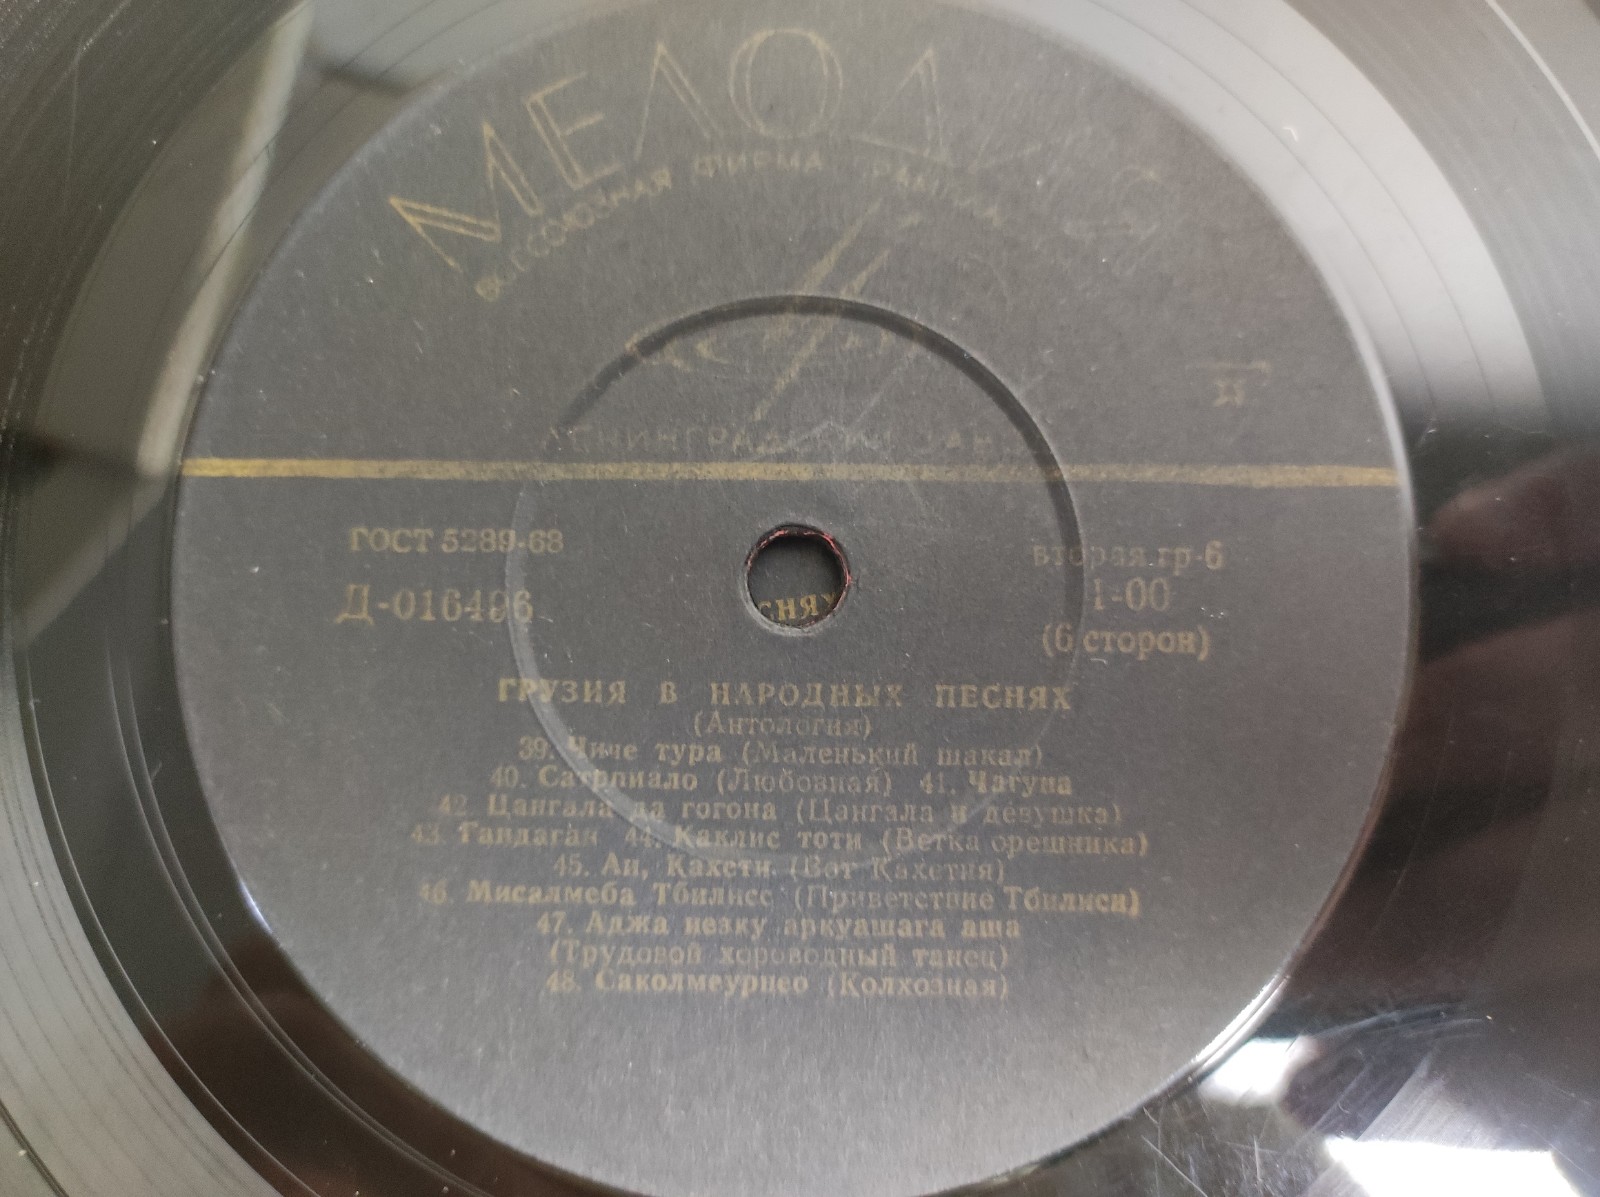 МЕЛОДИЯ
ВСЕСОЮЗНАЯ ФИРМА
ЛЕНИНГРАДСКИЙ
ГОСТ 5289-68
вторая.гр-6
Д-016496
1-00
(6 сторон)
СНЯХ
ГРУЗИЯ В НАРОДНЫХ ПЕСНЯХ
(Антология)
39. Чиче тура (Маленький шакал)
40. Сатрпиало (Любовная) 41. Чагуна
42. Цангала да гогона (Цангала и девушка)
43. Тандаган 44. Каклис тоти (Ветка орешника)
45. Аи, Кахети (Вот Кахетия)
46. Мисалмеба Тбилисс (Приветствие Тбилиси)
47. Аджа незку аркуашага аша
(Трудовой хороводный танец)
48. Саколмеурнео (Колхозная)